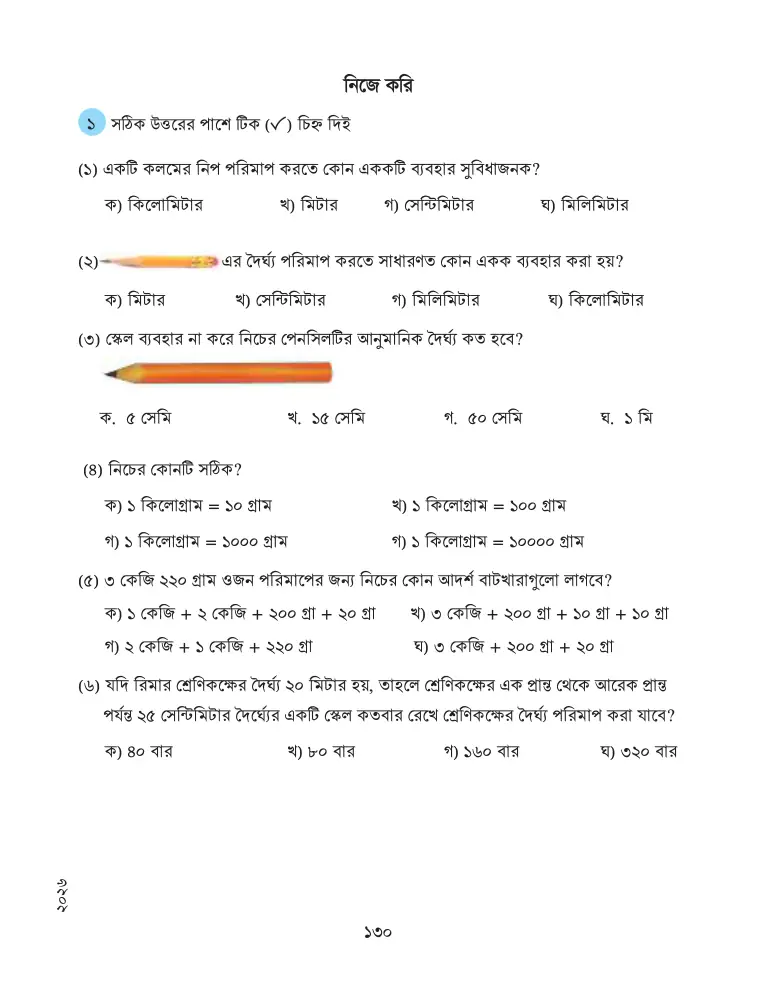 নিজে করি
১ সঠিক উত্তরের পাশে টিক (✓) চিহ্ন দিই
(১) একটি কলমের নিপ পরিমাপ করতে কোন এককটি ব্যবহার সুবিধাজনক?
ক) কিলোমিটার খ) মিটার গ) সেন্টিমিটার ঘ) মিলিমিটার
(২) এর দৈর্ঘ্য পরিমাপ করতে সাধারণত কোন একক ব্যবহার করা হয়?
ক) মিটার খ) সেন্টিমিটার গ) মিলিমিটার ঘ) কিলোমিটার
(৩) স্কেল ব্যবহার না করে নিচের পেনসিলটির আনুমানিক দৈর্ঘ্য কত হবে?
ক. ৫ সেমি খ. ১৫ সেমি গ. ৫০ সেমি ঘ. ১ মি
(৪) নিচের কোনটি সঠিক?
ক) ১ কিলোগ্রাম = ১০ গ্রাম খ) ১ কিলোগ্রাম = ১০০ গ্রাম
গ) ১ কিলোগ্রাম = ১০০০ গ্রাম গ) ১ কিলোগ্রাম = ১০০০০ গ্রাম
(৫) ৩ কেজি ২২০ গ্রাম ওজন পরিমাপের জন্য নিচের কোন আদর্শ বাটখারাগুলো লাগবে?
ক) ১ কেজি + ২ কেজি + ২০০ গ্রা + ২০ গ্রা খ) ৩ কেজি + ২০০ গ্রা + ১০ গ্রা + ১০ গ্রা
গ) ২ কেজি + ১ কেজি + ২২০ গ্রা ঘ) ৩ কেজি + ২০০ গ্রা + ২০ গ্রা
(৬) যদি রিমার শ্রেণিকক্ষের দৈর্ঘ্য ২০ মিটার হয়, তাহলে শ্রেণিকক্ষের এক প্রান্ত থেকে আরেক প্রান্ত
পর্যন্ত ২৫ সেন্টিমিটার দৈর্ঘ্যের একটি স্কেল কতবার রেখে শ্রেণিকক্ষের দৈর্ঘ্য পরিমাপ করা যাবে?
ক) ৪০ বার খ) ৮০ বার গ) ১৬০ বার ঘ) ৩২০ বার
২০২৬
১৩০